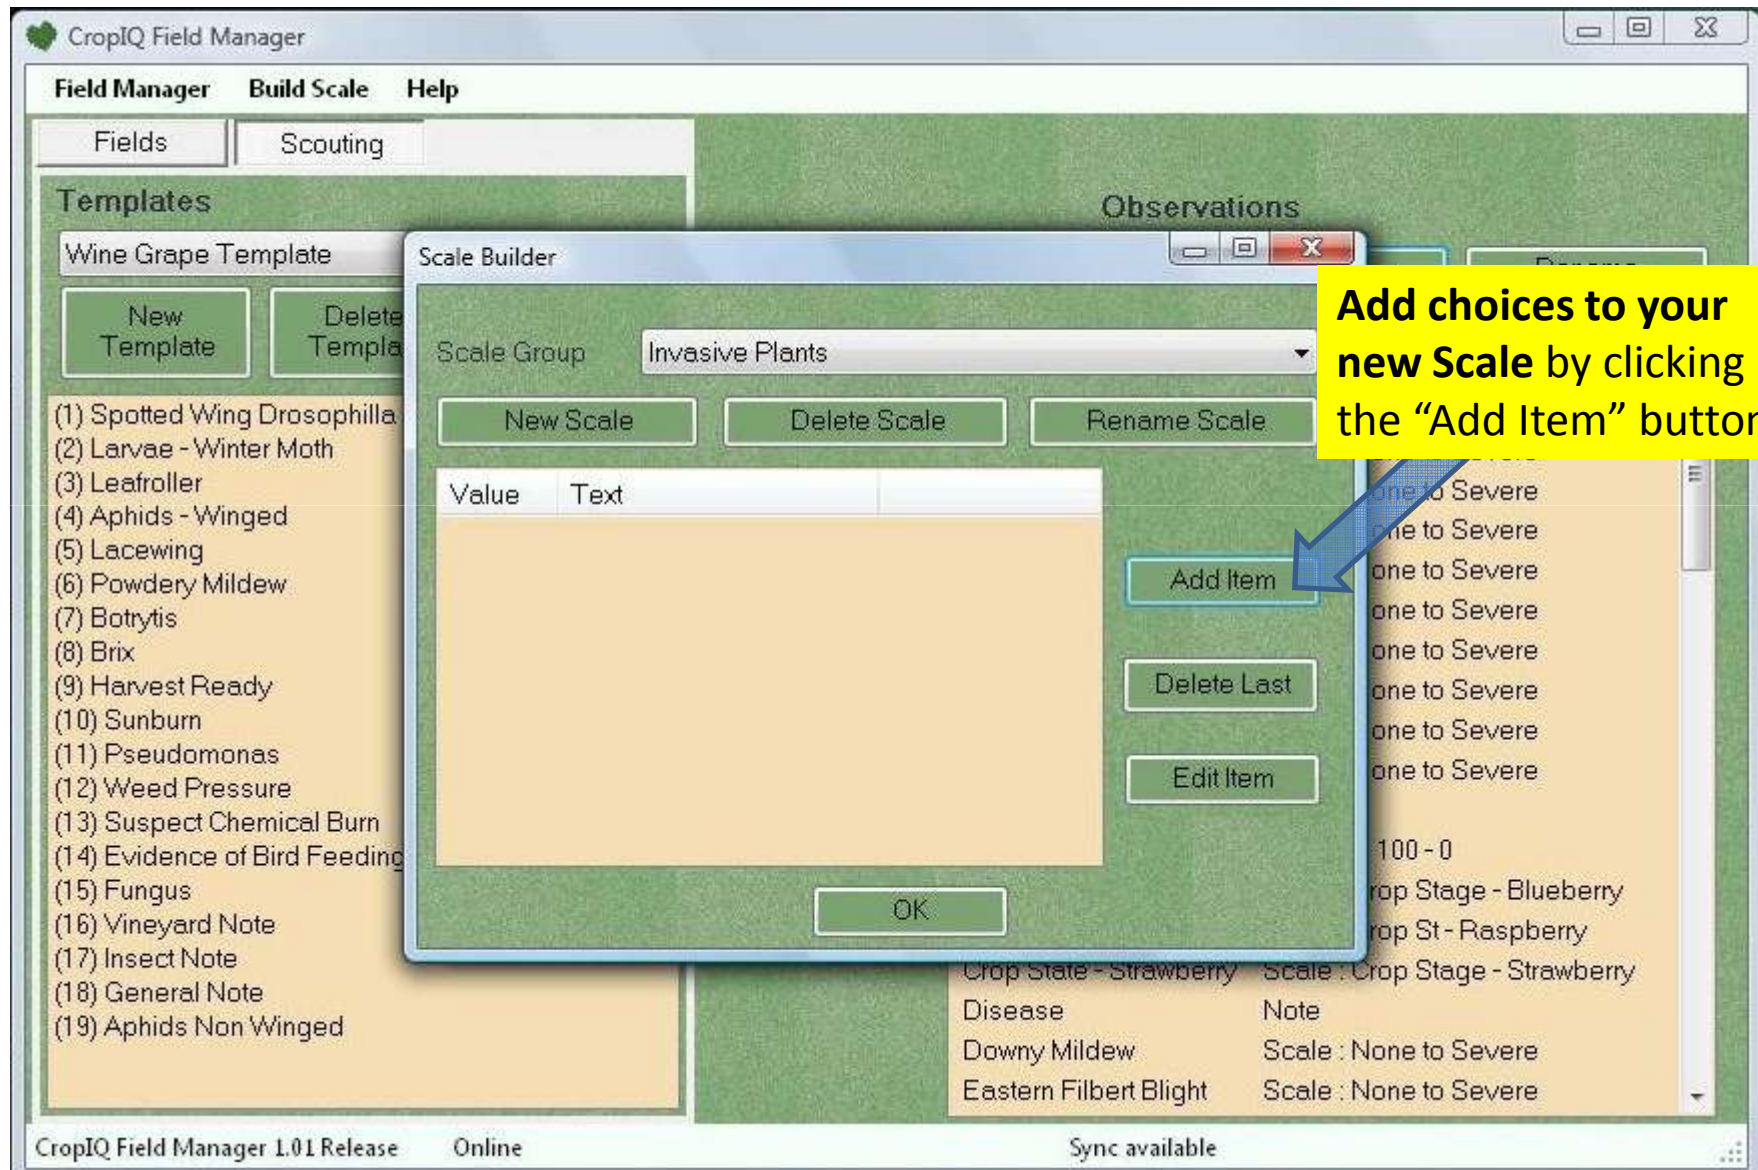 CropIQ Field Manager
Field Manager Build Scale Help
Fields Scouting
Templates
Wine Grape Template
New
Template
Delete
(1) Spotted Wing Drosophilla
(2) Larvae - Winter Moth
(3) Leafroller
(4) Aphids - Winged
(5) Lacewing
(6) Powdery Mildew
(7) Botrytis
(8) Brix
(9) Harvest Ready
(10) Sunburn
(11) Pseudomonas
(12) Weed Pressure
(13) Suspect Chemical Burn
(14) Evidence of Bird Feeding
(15) Fungus
(16) Vineyard Note
(17) Insect Note
(18) General Note
(19) Aphids Non Winged
Observations
Scale Builder
Scale Group Invasive Plants
New Scale Delete Scale Rename Scale
Value Text
Add Item
Delete Last
Edit Item
OK
Add choices to your
new Scale by clicking
the “Add Item” button
to Severe
one to Severe
one to Severe
one to Severe
one to Severe
one to Severe
one to Severe
one to Severe
100 - 0
rop Stage - Blueberry
rop St - Raspberry
Crop State - Strawberry Scale : Crop Stage - Strawberry
Disease Note
Downy Mildew Scale : None to Severe
Eastern Filbert Blight Scale : None to Severe
CropIQ Field Manager 1.01 Release Online Sync available